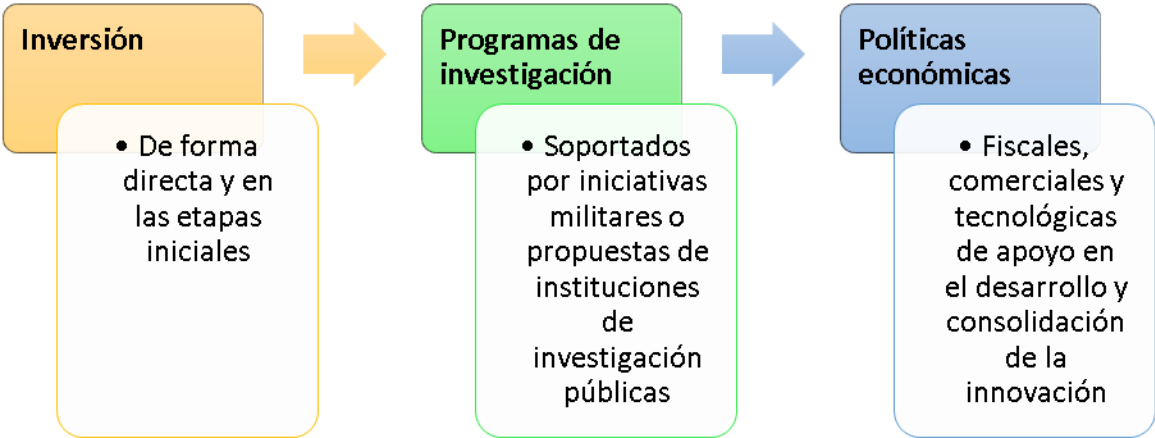 Inversión
• De forma
directa y en
las etapas
iniciales
Programas de
investigación
• Soportados
por iniciativas
militares o
propuestas de
instituciones
de
investigación
públicas
Políticas
económicas
• Fiscales,
comerciales y
tecnológicas
de apoyo en
el desarrollo y
consolidación
de la
innovación